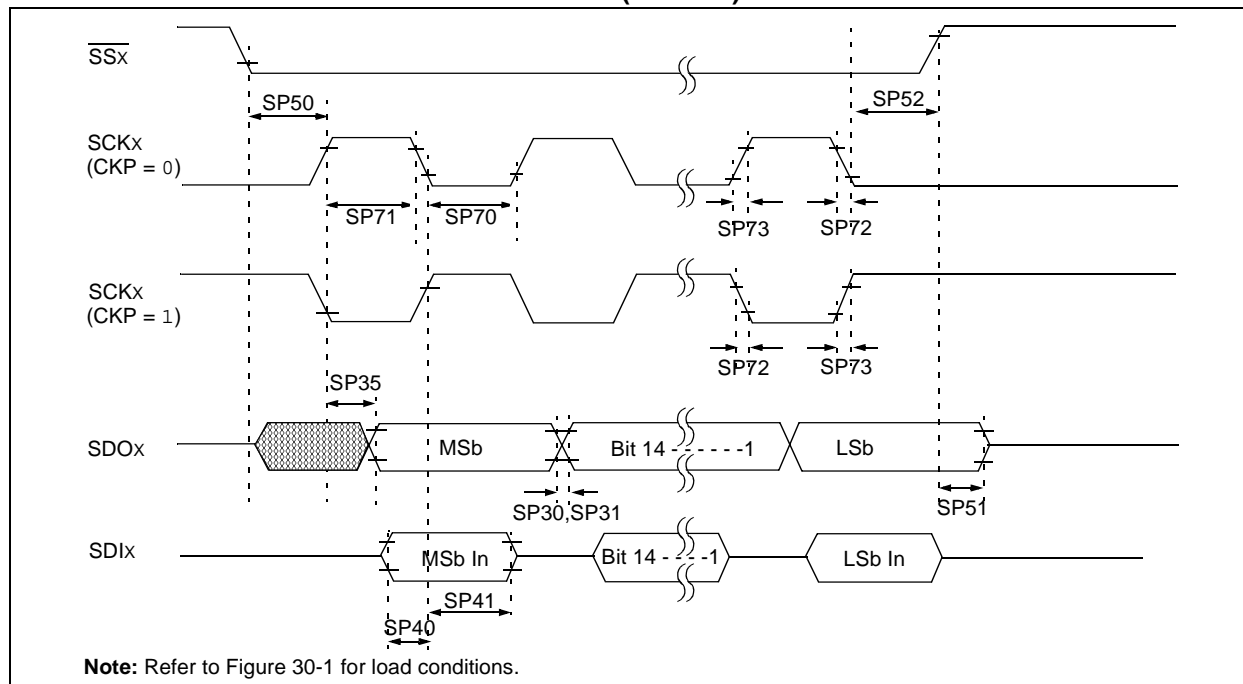 SSX
SP50
SP52
SCKX
(CKP = 0)
SP71
SP70
SP73
SP72
SCKX
(CKP = 1)
SP72
SP73
SP35
SDOX
MSb
Bit 14 - - - - - -1
LSb
SP30,SP31
SP51
SDIX
MSb In
Bit 14 - - - -1
LSb In
SP41
SP40
Note: Refer to Figure 30-1 for load conditions.